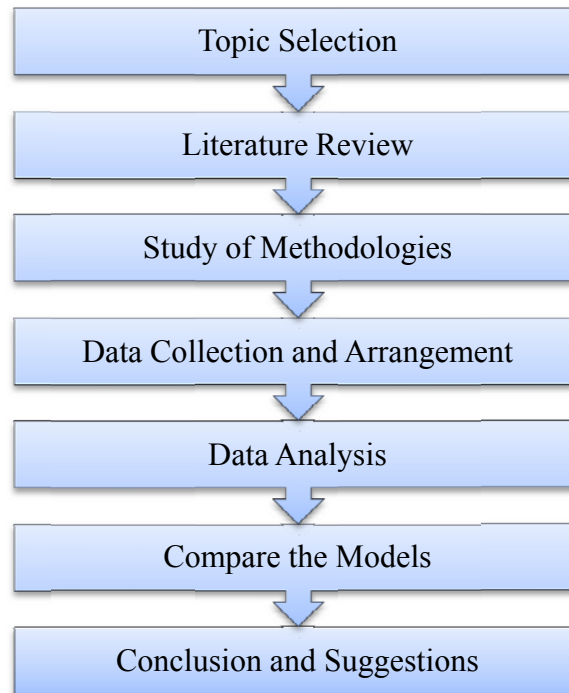 Topic Selection
Literature Review
Study of Methodologies
Data Collection and Arrangement
Data Analysis
Compare the Models
Conclusion and Suggestions